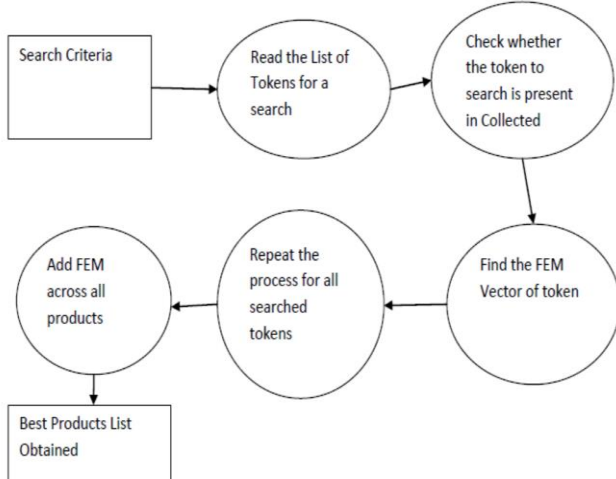 Search Criteria
Read the List of
Tokens for a
search
Check whether
the token to
search is present
in Collected
Find the FEM
Vector of token
Repeat the
process for all
searched
tokens
Add FEM
across all
products
Best Products List
Obtained